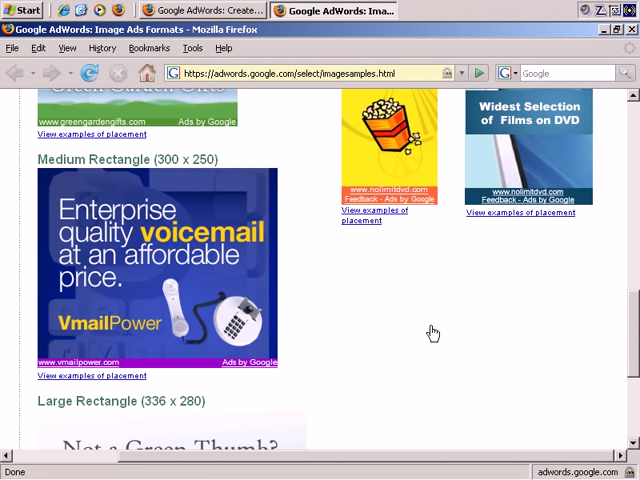 Start
Google AdWords: Create...
Google AdWords: Ima...
Google AdWords: Image Ads Formats - Mozilla Firefox
File Edit View History Bookmarks Tools Help
https://adwords.google.com/select/imagesamples.html
Google
Green Garden Gifts
www.greengardengifts.com Ads by Google
View examples of placement
Medium Rectangle (300 x 250)
Enterprise
quality voicemail
at an affordable
price.
VmailPower
www.vmailpower.com Ads by Google
View examples of placement
Large Rectangle (336 x 280)
Not a Green Thumb?
www.nolimitdvd.com
Feedback - Ads by Google
View examples of
placement
Widest Selection
of Films on DVD
www.nolimitdvd.com
Feedback - Ads by Google
View examples of placement
Done
adwords.google.com